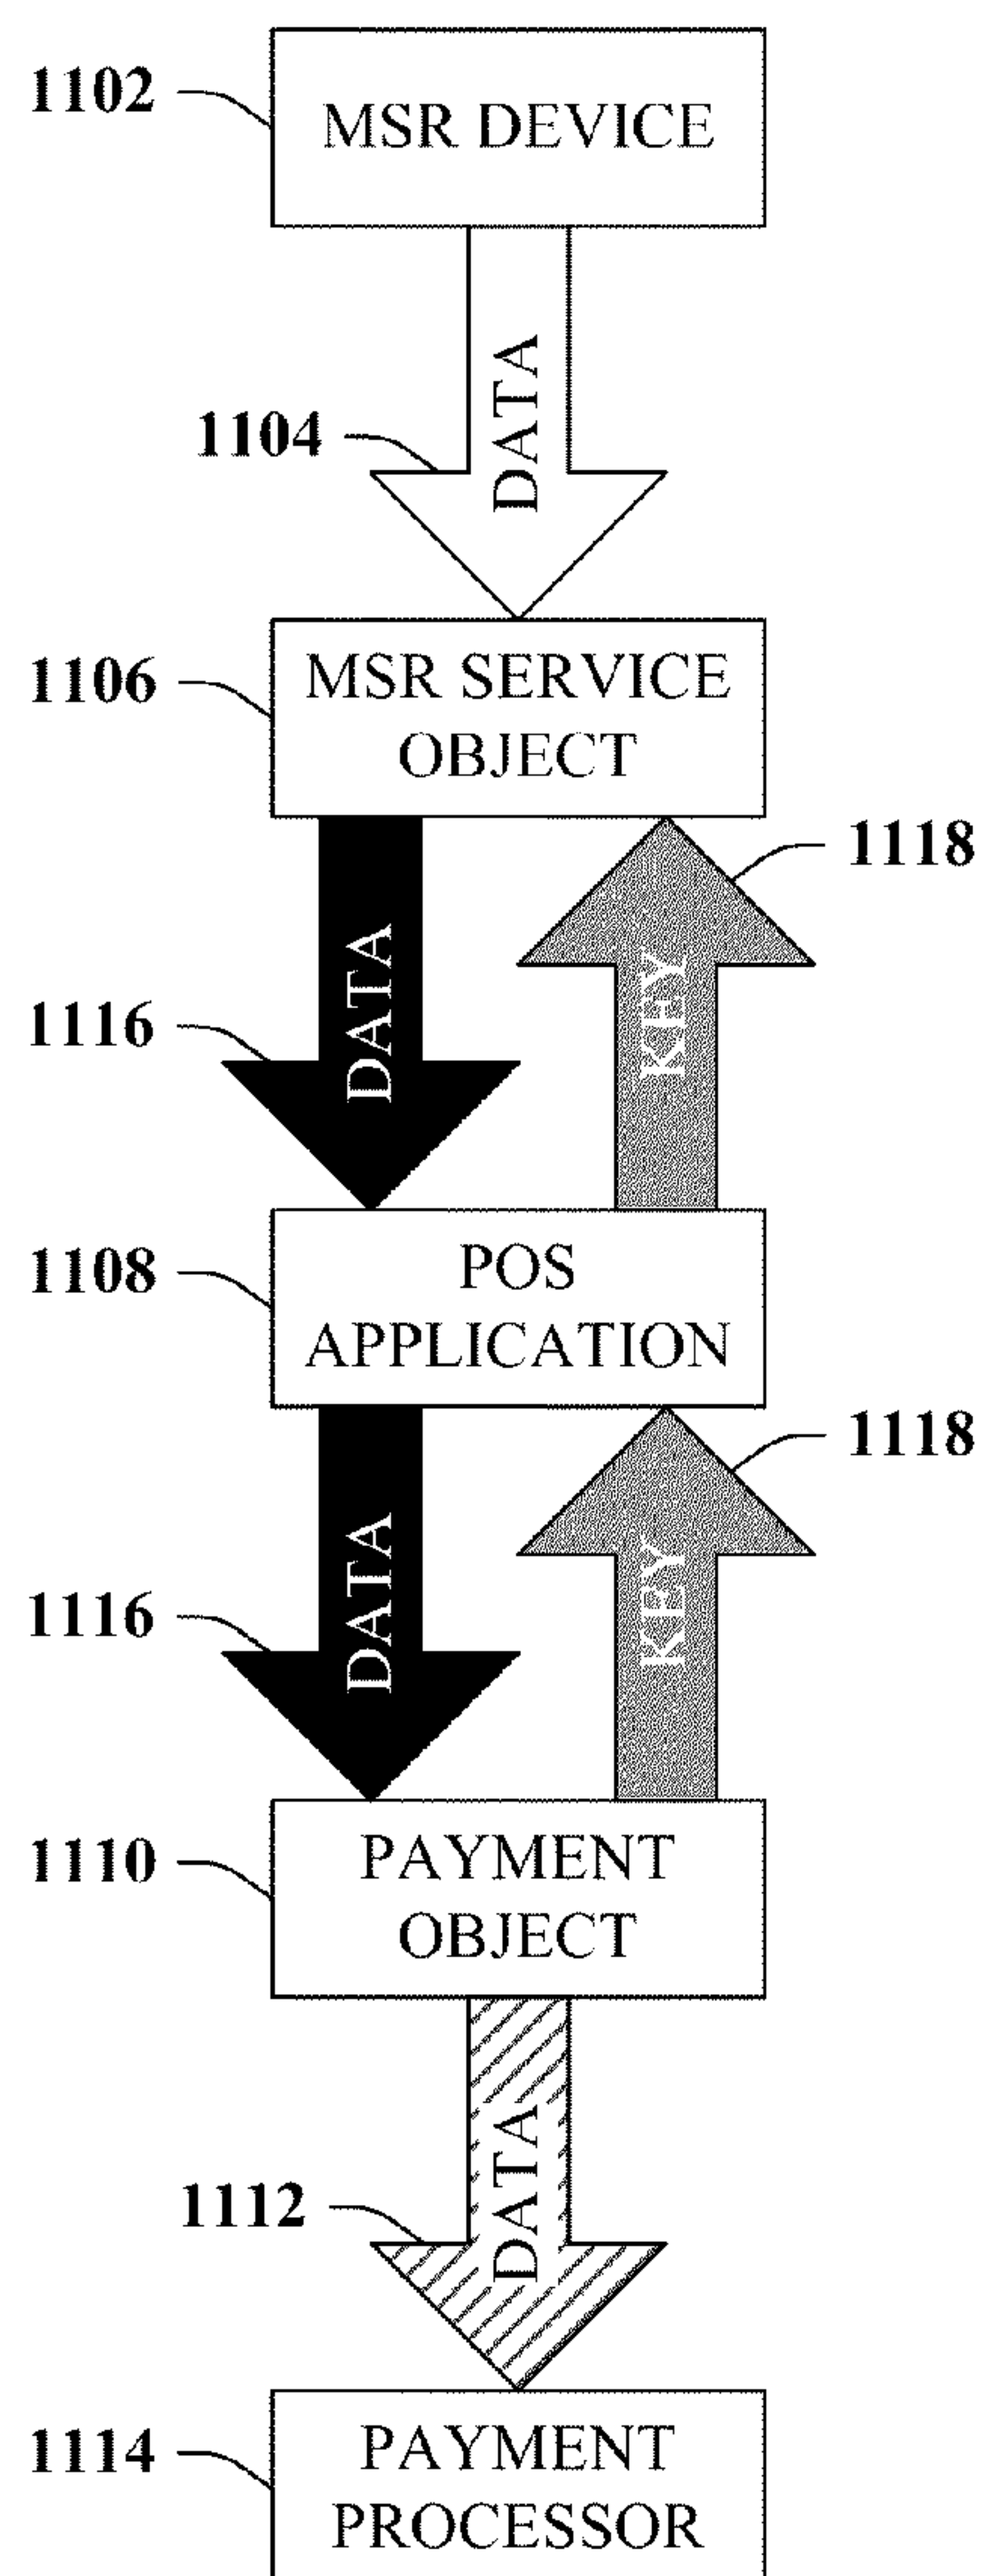 1102
MSR DEVICE
1104
DATA
1106
MSR SERVICE
OBJECT
1118
DATA
KEY
1116
1108
POS
APPLICATION
1118
DATA
KEY
1116
1110
PAYMENT
OBJECT
1112
DATA
1114
PAYMENT
PROCESSOR